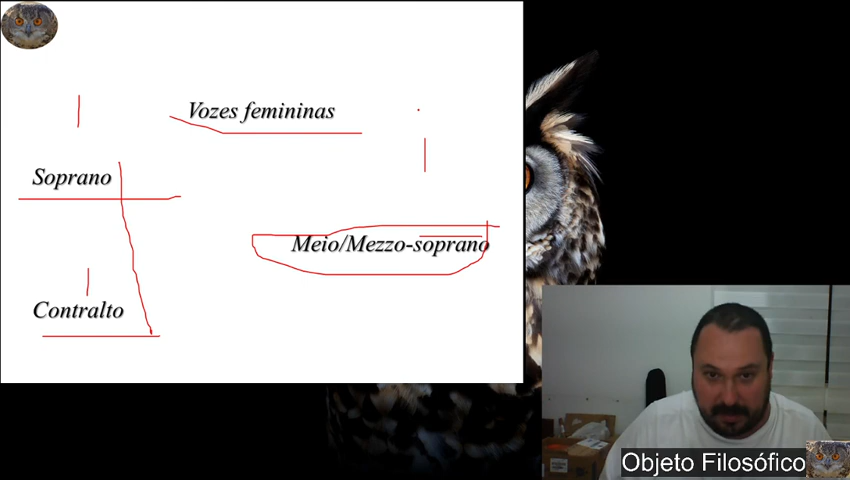 Vozes femininas
Soprano
Meio/Mezzo-soprano
Contralto
Objeto Filosófico